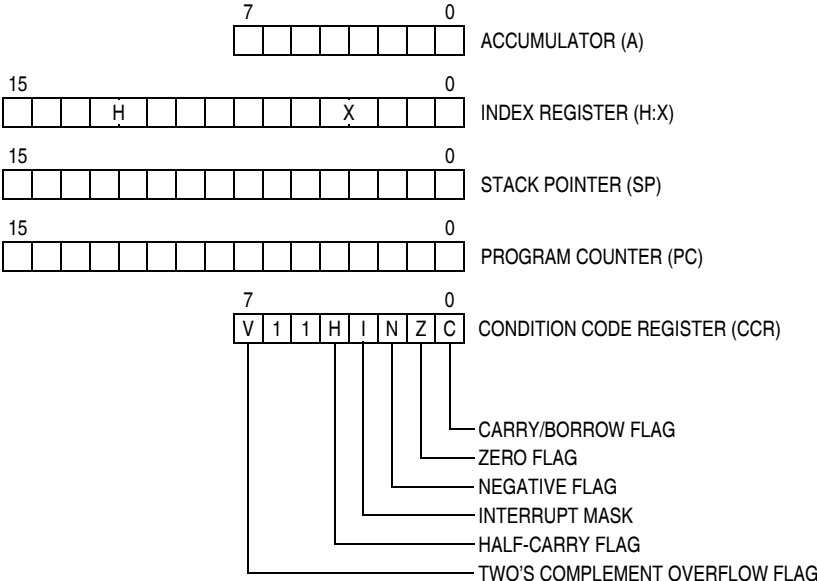 7 0
ACCUMULATOR (A)
15 0
H X INDEX REGISTER (H:X)
15 0
STACK POINTER (SP)
15 0
PROGRAM COUNTER (PC)
7 0
V 1 1 H I N Z C CONDITION CODE REGISTER (CCR)
CARRY/BORROW FLAG
ZERO FLAG
NEGATIVE FLAG
INTERRUPT MASK
HALF-CARRY FLAG
TWO'S COMPLEMENT OVERFLOW FLAG